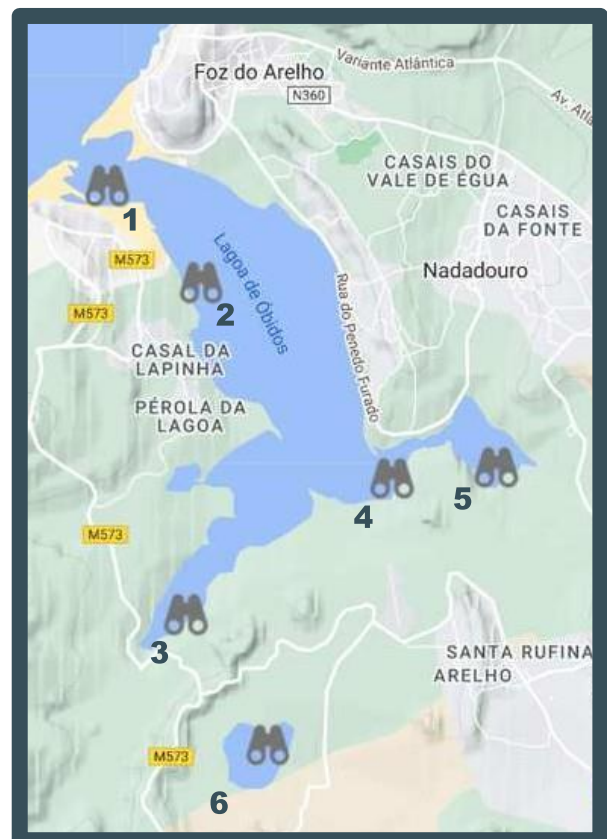 Variante Atlântica
Foz do Arelho
N360
Av. Atlâ
CASAIS DO
VALE DE ÉGUA
1
CASAIS
DA FONTE
M573
Lagoa de Óbidos
Nadadouro
M573
2
Rua do Penedo Furado
CASAL DA
LAPINHA
PÉROLA DA
LAGOA
4
5
M573
3
SANTA RUFINA
ARELHO
M573
6